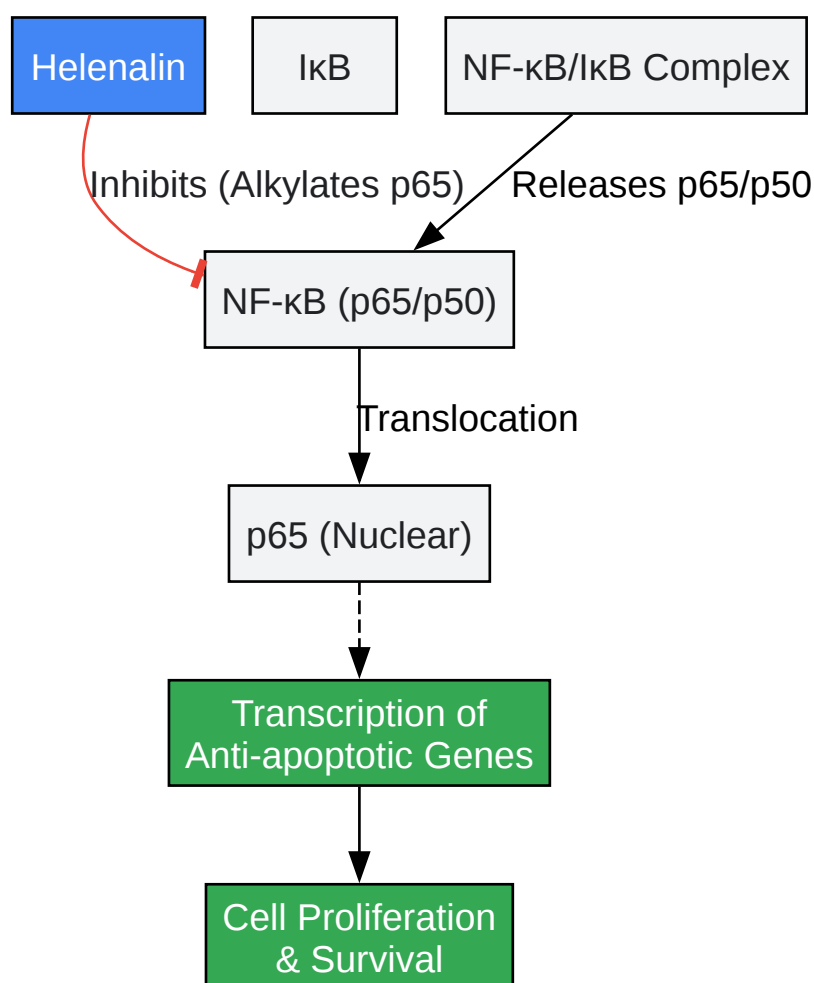 Helenalin
IκB
NF-κB/IκB Complex
Inhibits (Alkylates p65)
Releases p65/p50
NF-κB (p65/p50)
Translocation
p65 (Nuclear)
Transcription of
Anti-apoptotic Genes
Cell Proliferation
& Survival